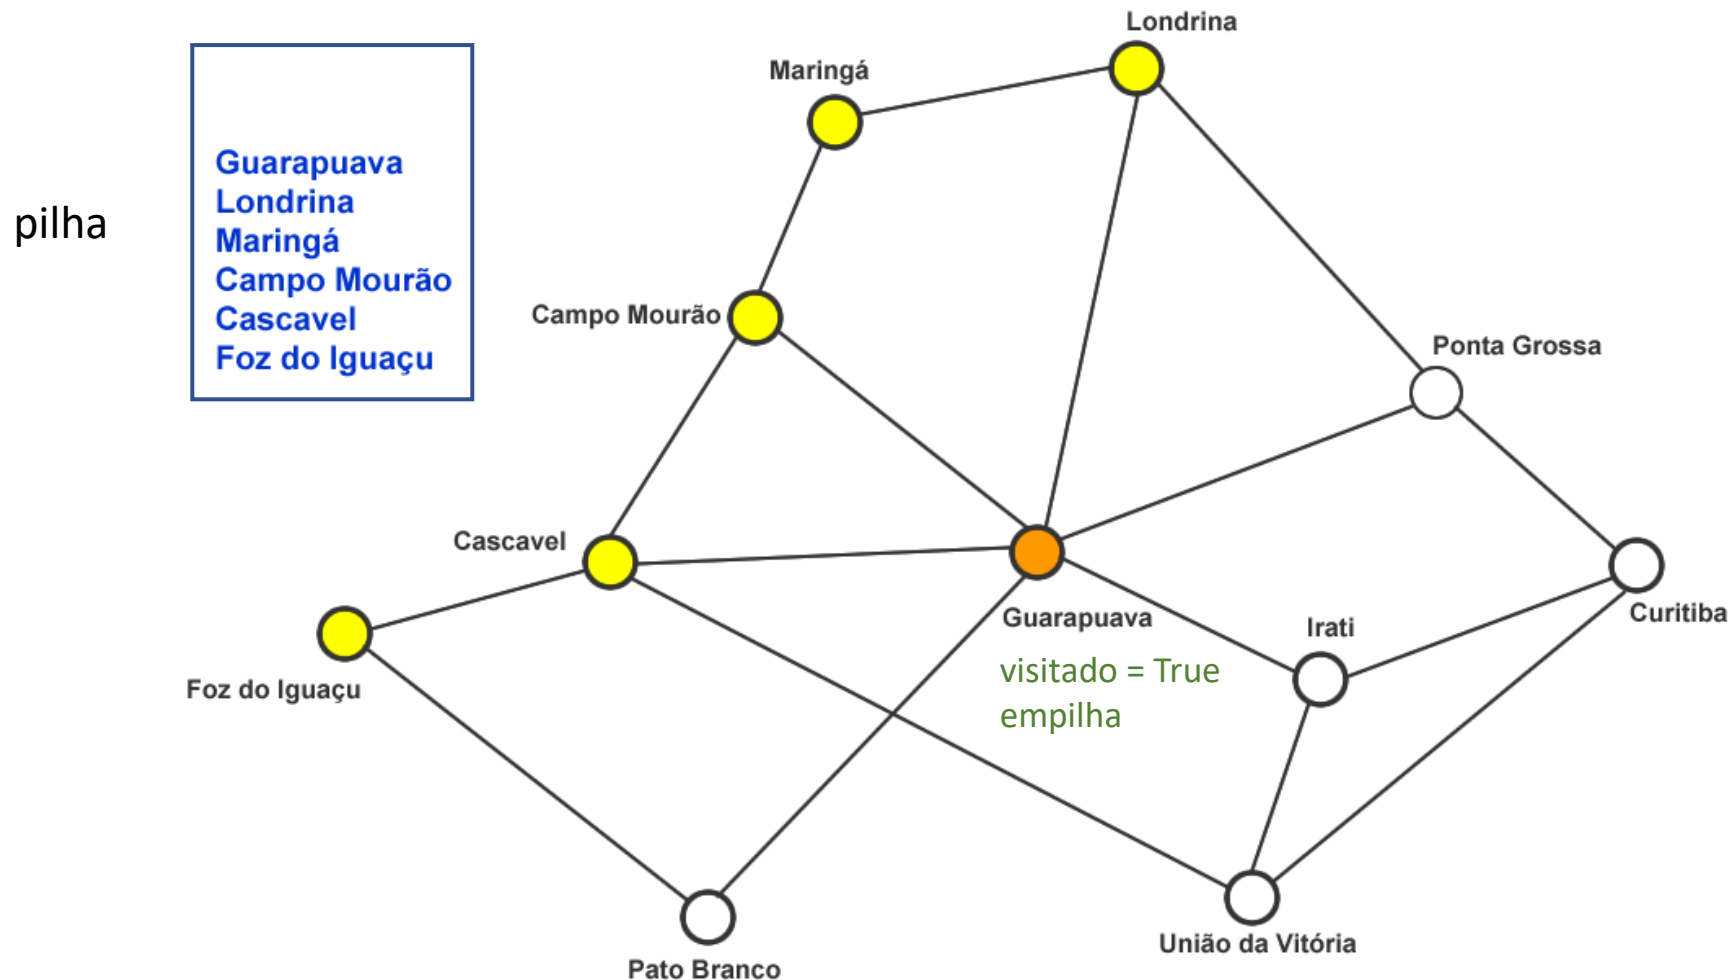 pilha
Guarapuava
Londrina
Maringá
Campo Mourão
Cascavel
Foz do Iguaçu
Londrina
Maringá
Campo Mourão
Ponta Grossa
Cascavel
Guarapuava
visitado = True
empilha
Irati
Curitiba
Foz do Iguaçu
União da Vitória
Pato Branco